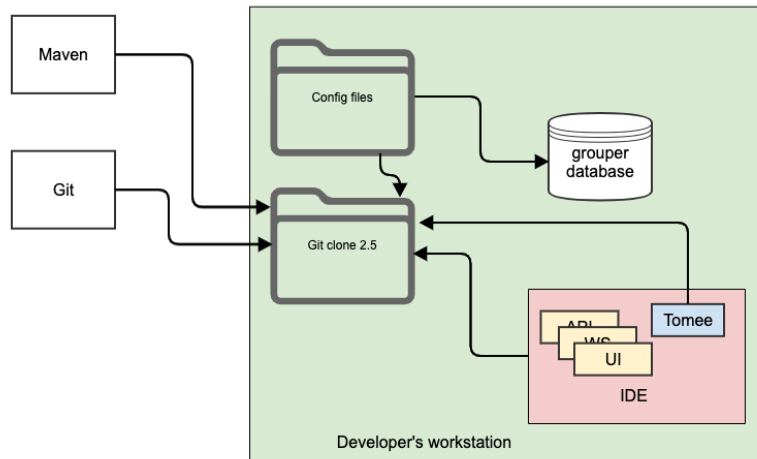 Maven
Config files
grouper
database
Git
Git clone 2.5
Tomee
API
WS
UI
IDE
Developer's workstation